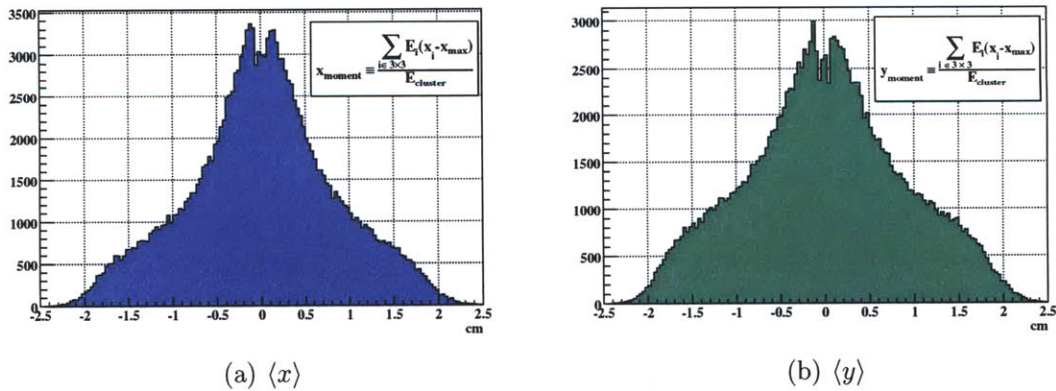 3500
3000
2500
2000
1500
1000
500
0
-2.5 -2 -1.5 -1 -0.5 0 0.5 1 1.5 2 2.5
cm
x_moment ≡ ∑_{i∈3×3} E_i(x_i-x_max) / E_cluster
(a) ⟨x⟩
3000
2500
2000
1500
1000
500
0
-2.5 -2 -1.5 -1 -0.5 0 0.5 1 1.5 2 2.5
cm
y_moment ≡ ∑_{i∈3×3} E_i(x_i-x_max) / E_cluster
(b) ⟨y⟩